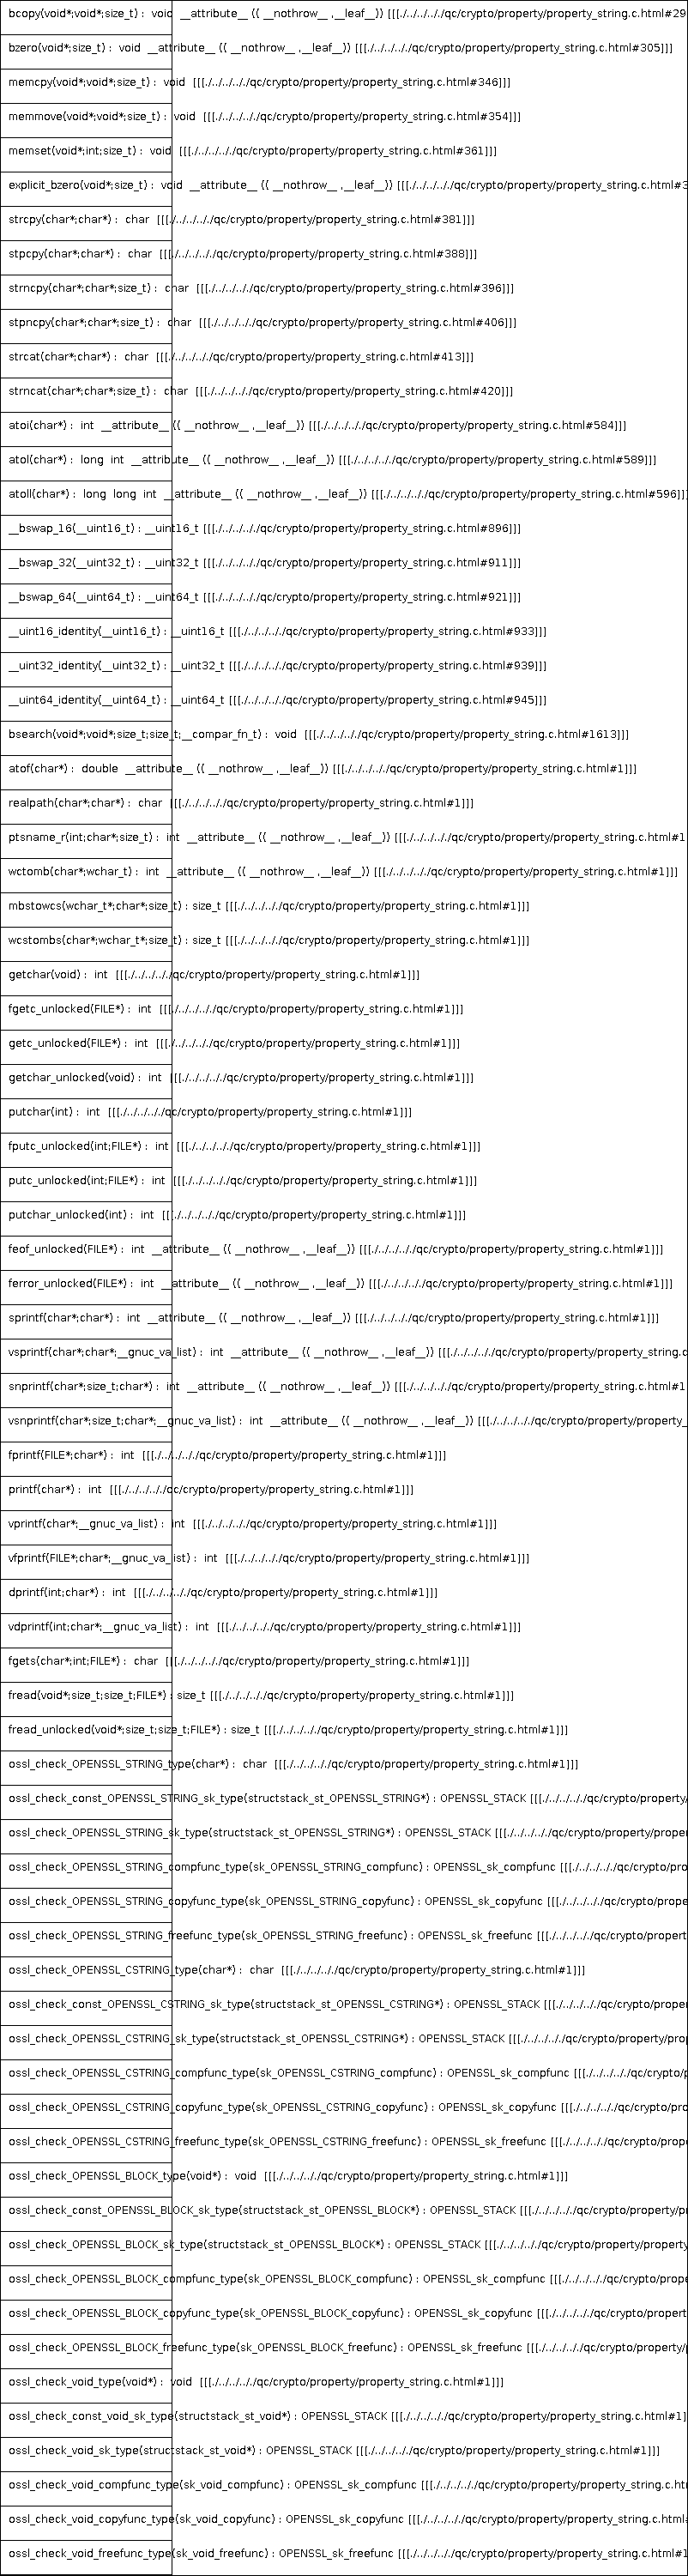 bcopy(void*;void*;size_t) : void __attribute__ (( __nothrow__ ,__leaf__)) [[[./../../../qc/crypto/property/property_string.c.html#29
bzero(void*;size_t) : void __attribute__ (( __nothrow__ ,__leaf__)) [[[./../../../qc/crypto/property/property_string.c.html#305]]]
memcpy(void*;void*;size_t) : void [[[./../../../qc/crypto/property/property_string.c.html#346]]]
memmove(void*;void*;size_t) : void [[[./../../../qc/crypto/property/property_string.c.html#354]]]
memset(void*;int;size_t) : void [[[./../../../qc/crypto/property/property_string.c.html#361]]]
explicit_bzero(void*;size_t) : void __attribute__ (( __nothrow__ ,__leaf__)) [[[./../../../qc/crypto/property/property_string.c.html#3
strcpy(char*;char*) : char [[[./../../../qc/crypto/property/property_string.c.html#381]]]
stpcpy(char*;char*) : char [[[./../../../qc/crypto/property/property_string.c.html#388]]]
strncpy(char*;char*;size_t) : char [[[./../../../qc/crypto/property/property_string.c.html#396]]]
stpncpy(char*;char*;size_t) : char [[[./../../../qc/crypto/property/property_string.c.html#406]]]
strcat(char*;char*) : char [[[./../../../qc/crypto/property/property_string.c.html#413]]]
strncat(char*;char*;size_t) : char [[[./../../../qc/crypto/property/property_string.c.html#420]]]
atoi(char*) : int __attribute__ (( __nothrow__ ,__leaf__)) [[[./../../../qc/crypto/property/property_string.c.html#584]]]
atol(char*) : long int __attribute__ (( __nothrow__ ,__leaf__)) [[[./../../../qc/crypto/property/property_string.c.html#589]]]
atoll(char*) : long long int __attribute__ (( __nothrow__ ,__leaf__)) [[[./../../../qc/crypto/property/property_string.c.html#596]]]
__bswap_16(__uint16_t) : __uint16_t [[[./../../../qc/crypto/property/property_string.c.html#896]]]
__bswap_32(__uint32_t) : __uint32_t [[[./../../../qc/crypto/property/property_string.c.html#911]]]
__bswap_64(__uint64_t) : __uint64_t [[[./../../../qc/crypto/property/property_string.c.html#921]]]
__uint16_identity(__uint16_t) : __uint16_t [[[./../../../qc/crypto/property/property_string.c.html#933]]]
__uint32_identity(__uint32_t) : __uint32_t [[[./../../../qc/crypto/property/property_string.c.html#939]]]
__uint64_identity(__uint64_t) : __uint64_t [[[./../../../qc/crypto/property/property_string.c.html#945]]]
bsearch(void*;void*;size_t;size_t;__compar_fn_t) : void [[[./../../../qc/crypto/property/property_string.c.html#1613]]]
atof(char*) : double __attribute__ (( __nothrow__ ,__leaf__)) [[[./../../../qc/crypto/property/property_string.c.html#1]]]
realpath(char*;char*) : char [[[./../../../qc/crypto/property/property_string.c.html#1]]]
ptsname_r(int;char*;size_t) : int __attribute__ (( __nothrow__ ,__leaf__)) [[[./../../../qc/crypto/property/property_string.c.html#1
wctomb(char*;wchar_t) : int __attribute__ (( __nothrow__ ,__leaf__)) [[[./../../../qc/crypto/property/property_string.c.html#1]]]
mbstowcs(wchar_t*;char*;size_t) : size_t [[[./../../../qc/crypto/property/property_string.c.html#1]]]
wcstombs(char*;wchar_t*;size_t) : size_t [[[./../../../qc/crypto/property/property_string.c.html#1]]]
getchar(void) : int [[[./../../../qc/crypto/property/property_string.c.html#1]]]
fgetc_unlocked(FILE*) : int [[[./../../../qc/crypto/property/property_string.c.html#1]]]
getc_unlocked(FILE*) : int [[[./../../../qc/crypto/property/property_string.c.html#1]]]
getchar_unlocked(void) : int [[[./../../../qc/crypto/property/property_string.c.html#1]]]
putchar(int) : int [[[./../../../qc/crypto/property/property_string.c.html#1]]]
fputc_unlocked(int;FILE*) : int [[[./../../../qc/crypto/property/property_string.c.html#1]]]
putc_unlocked(int;FILE*) : int [[[./../../../qc/crypto/property/property_string.c.html#1]]]
putchar_unlocked(int) : int [[[./../../../qc/crypto/property/property_string.c.html#1]]]
feof_unlocked(FILE*) : int __attribute__ (( __nothrow__ ,__leaf__)) [[[./../../../qc/crypto/property/property_string.c.html#1]]]
ferror_unlocked(FILE*) : int __attribute__ (( __nothrow__ ,__leaf__)) [[[./../../../qc/crypto/property/property_string.c.html#1]]]
sprintf(char*;char*) : int __attribute__ (( __nothrow__ ,__leaf__)) [[[./../../../qc/crypto/property/property_string.c.html#1]]]
vsprintf(char*;char*;__gnuc_va_list) : int __attribute__ (( __nothrow__ ,__leaf__)) [[[./../../../qc/crypto/property/property_string.c
snprintf(char*;size_t;char*) : int __attribute__ (( __nothrow__ ,__leaf__)) [[[./../../../qc/crypto/property/property_string.c.html#1
vsnprintf(char*;size_t;char*;__gnuc_va_list) : int __attribute__ (( __nothrow__ ,__leaf__)) [[[./../../../qc/crypto/property/property_
fprintf(FILE*;char*) : int [[[./../../../qc/crypto/property/property_string.c.html#1]]]
printf(char*) : int [[[./../../../qc/crypto/property/property_string.c.html#1]]]
vprintf(char*;__gnuc_va_list) : int [[[./../../../qc/crypto/property/property_string.c.html#1]]]
vfprintf(FILE*;char*;__gnuc_va_list) : int [[[./../../../qc/crypto/property/property_string.c.html#1]]]
dprintf(int;char*) : int [[[./../../../qc/crypto/property/property_string.c.html#1]]]
vdprintf(int;char*;__gnuc_va_list) : int [[[./../../../qc/crypto/property/property_string.c.html#1]]]
fgets(char*;int;FILE*) : char [[[./../../../qc/crypto/property/property_string.c.html#1]]]
fread(void*;size_t;size_t;FILE*) : size_t [[[./../../../qc/crypto/property/property_string.c.html#1]]]
fread_unlocked(void*;size_t;size_t;FILE*) : size_t [[[./../../../qc/crypto/property/property_string.c.html#1]]]
ossl_check_OPENSSL_STRING_type(char*) : char [[[./../../../qc/crypto/property/property_string.c.html#1]]]
ossl_check_const_OPENSSL_STRING_sk_type(structstack_st_OPENSSL_STRING*) : OPENSSL_STACK [[[./../../../qc/crypto/property/
ossl_check_OPENSSL_STRING_sk_type(structstack_st_OPENSSL_STRING*) : OPENSSL_STACK [[[./../../../qc/crypto/property/proper
ossl_check_OPENSSL_STRING_compfunc_type(sk_OPENSSL_STRING_compfunc) : OPENSSL_sk_compfunc [[[./../../../qc/crypto/pro
ossl_check_OPENSSL_STRING_copyfunc_type(sk_OPENSSL_STRING_copyfunc) : OPENSSL_sk_copyfunc [[[./../../../qc/crypto/prope
ossl_check_OPENSSL_STRING_freefunc_type(sk_OPENSSL_STRING_freefunc) : OPENSSL_sk_freefunc [[[./../../../qc/crypto/propert
ossl_check_OPENSSL_CSTRING_type(char*) : char [[[./../../../qc/crypto/property/property_string.c.html#1]]]
ossl_check_const_OPENSSL_CSTRING_sk_type(structstack_st_OPENSSL_CSTRING*) : OPENSSL_STACK [[[./../../../qc/crypto/proper
ossl_check_OPENSSL_CSTRING_sk_type(structstack_st_OPENSSL_CSTRING*) : OPENSSL_STACK [[[./../../../qc/crypto/property/prop
ossl_check_OPENSSL_CSTRING_compfunc_type(sk_OPENSSL_CSTRING_compfunc) : OPENSSL_sk_compfunc [[[./../../../qc/crypto/p
ossl_check_OPENSSL_CSTRING_copyfunc_type(sk_OPENSSL_CSTRING_copyfunc) : OPENSSL_sk_copyfunc [[[./../../../qc/crypto/pro
ossl_check_OPENSSL_CSTRING_freefunc_type(sk_OPENSSL_CSTRING_freefunc) : OPENSSL_sk_freefunc [[[./../../../qc/crypto/prope
ossl_check_OPENSSL_BLOCK_type(void*) : void [[[./../../../qc/crypto/property/property_string.c.html#1]]]
ossl_check_const_OPENSSL_BLOCK_sk_type(structstack_st_OPENSSL_BLOCK*) : OPENSSL_STACK [[[./../../../qc/crypto/property/pr
ossl_check_OPENSSL_BLOCK_sk_type(structstack_st_OPENSSL_BLOCK*) : OPENSSL_STACK [[[./../../../qc/crypto/property/property
ossl_check_OPENSSL_BLOCK_compfunc_type(sk_OPENSSL_BLOCK_compfunc) : OPENSSL_sk_compfunc [[[./../../../qc/crypto/prope
ossl_check_OPENSSL_BLOCK_copyfunc_type(sk_OPENSSL_BLOCK_copyfunc) : OPENSSL_sk_copyfunc [[[./../../../qc/crypto/propert
ossl_check_OPENSSL_BLOCK_freefunc_type(sk_OPENSSL_BLOCK_freefunc) : OPENSSL_sk_freefunc [[[./../../../qc/crypto/property/p
ossl_check_void_type(void*) : void [[[./../../../qc/crypto/property/property_string.c.html#1]]]
ossl_check_const_void_sk_type(structstack_st_void*) : OPENSSL_STACK [[[./../../../qc/crypto/property/property_string.c.html#1]
ossl_check_void_sk_type(structstack_st_void*) : OPENSSL_STACK [[[./../../../qc/crypto/property/property_string.c.html#1]]]
ossl_check_void_compfunc_type(sk_void_compfunc) : OPENSSL_sk_compfunc [[[./../../../qc/crypto/property/property_string.c.htm
ossl_check_void_copyfunc_type(sk_void_copyfunc) : OPENSSL_sk_copyfunc [[[./../../../qc/crypto/property/property_string.c.html#
ossl_check_void_freefunc_type(sk_void_freefunc) : OPENSSL_sk_freefunc [[[./../../../qc/crypto/property/property_string.c.html#1